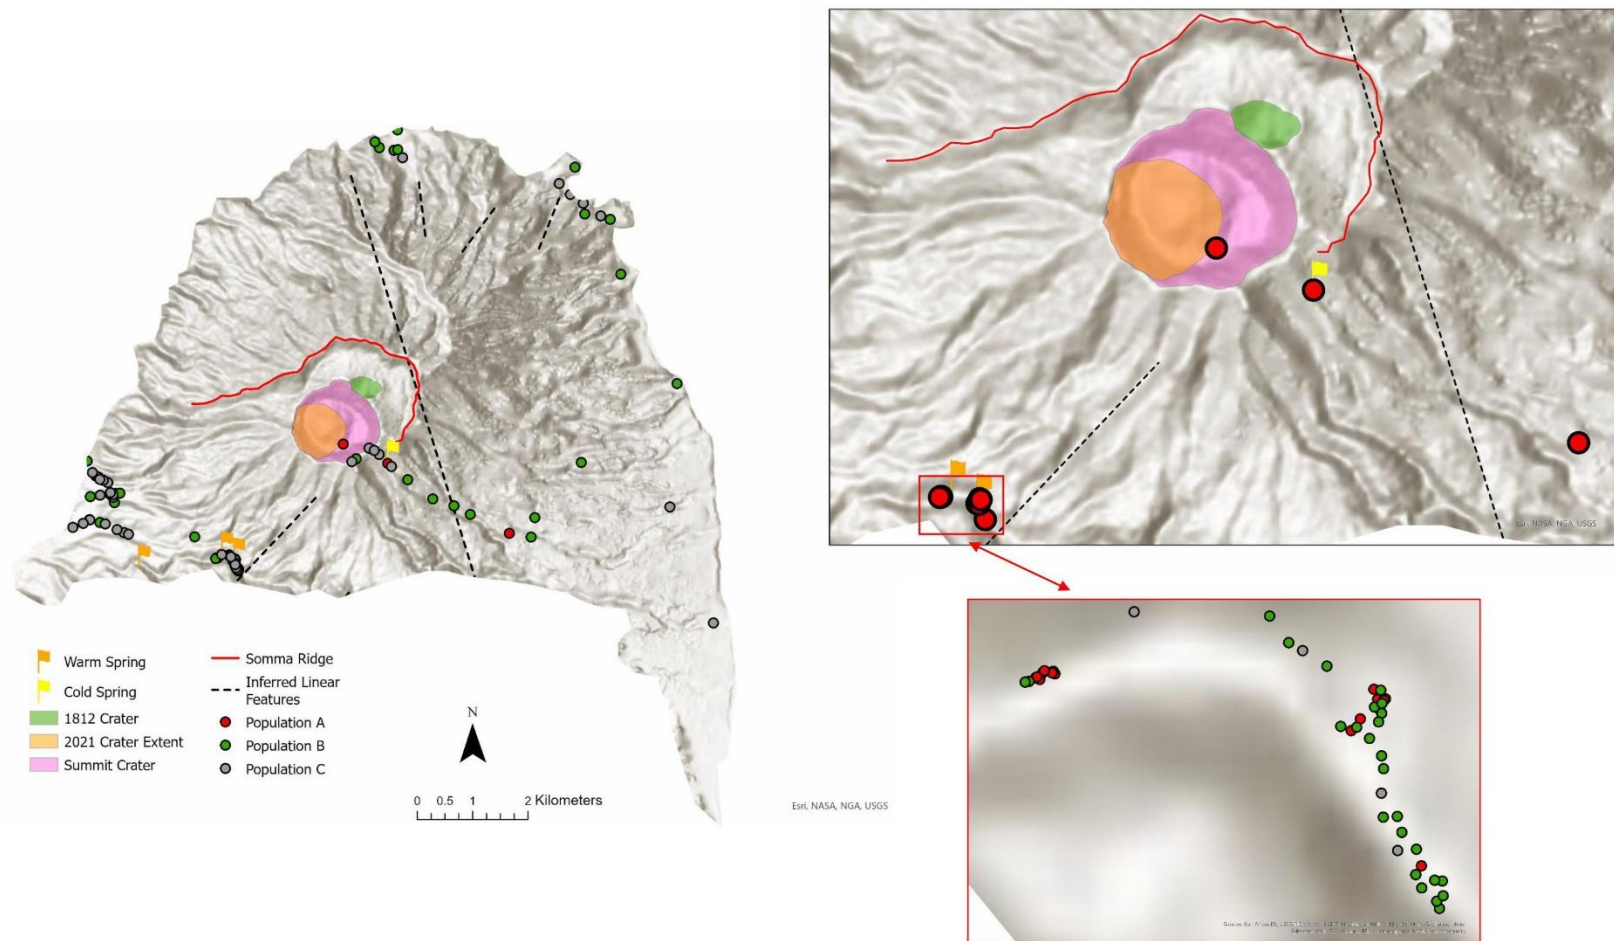 Esri, NASA, NGA, USGS
Warm Spring
Cold Spring
1812 Crater
2021 Crater Extent
Summit Crater
Somma Ridge
Inferred Linear
Features
Population A
Population B
Population C
N
0 0.5 1 2 Kilometers
Esri, NASA, NGA, USGS